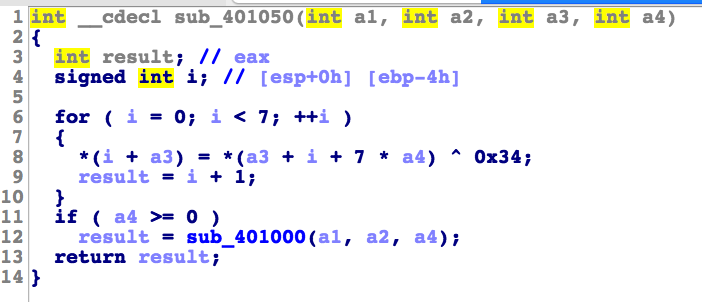 1 int __cdecl sub_401050(int a1, int a2, int a3, int a4)
2 {
3   int result; // eax
4   signed int i; // [esp+0h] [ebp-4h]
5
6   for ( i = 0; i < 7; ++i )
7   {
8     *(i + a3) = *(a3 + i + 7 * a4) ^ 0x34;
9     result = i + 1;
10   }
11   if ( a4 >= 0 )
12     result = sub_401000(a1, a2, a4);
13   return result;
14 }